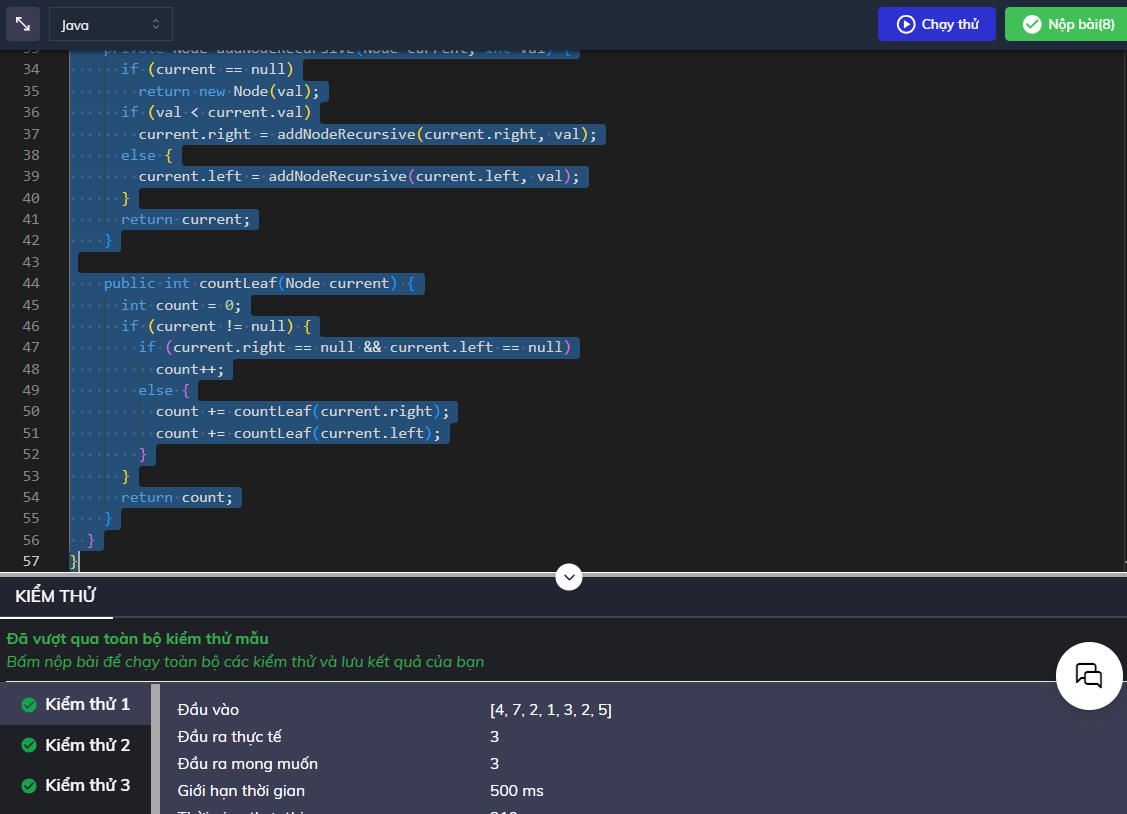 Java
Chạy thử
Nộp bài(8)
33 private Node addNodeRecursive(Node current, int val) {
34 if (current == null)
35 return new Node(val);
36 if (val < current.val)
37 current.right = addNodeRecursive(current.right, val);
38 else {
39 current.left = addNodeRecursive(current.left, val);
40 }
41 return current;
42 }
43
44 public int countLeaf(Node current) {
45 int count = 0;
46 if (current != null) {
47 if (current.right == null && current.left == null)
48 count++;
49 else {
50 count += countLeaf(current.right);
51 count += countLeaf(current.left);
52 }
53 }
54 return count;
55 }
56 }
57 }
KIỂM THỬ
Đã vượt qua toàn bộ kiểm thử mẫu
Bấm nộp bài để chạy toàn bộ các kiểm thử và lưu kết quả của bạn
Kiểm thử 1
Kiểm thử 2
Kiểm thử 3
Đầu vào [4, 7, 2, 1, 3, 2, 5]
Đầu ra thực tế 3
Đầu ra mong muốn 3
Giới hạn thời gian 500 ms